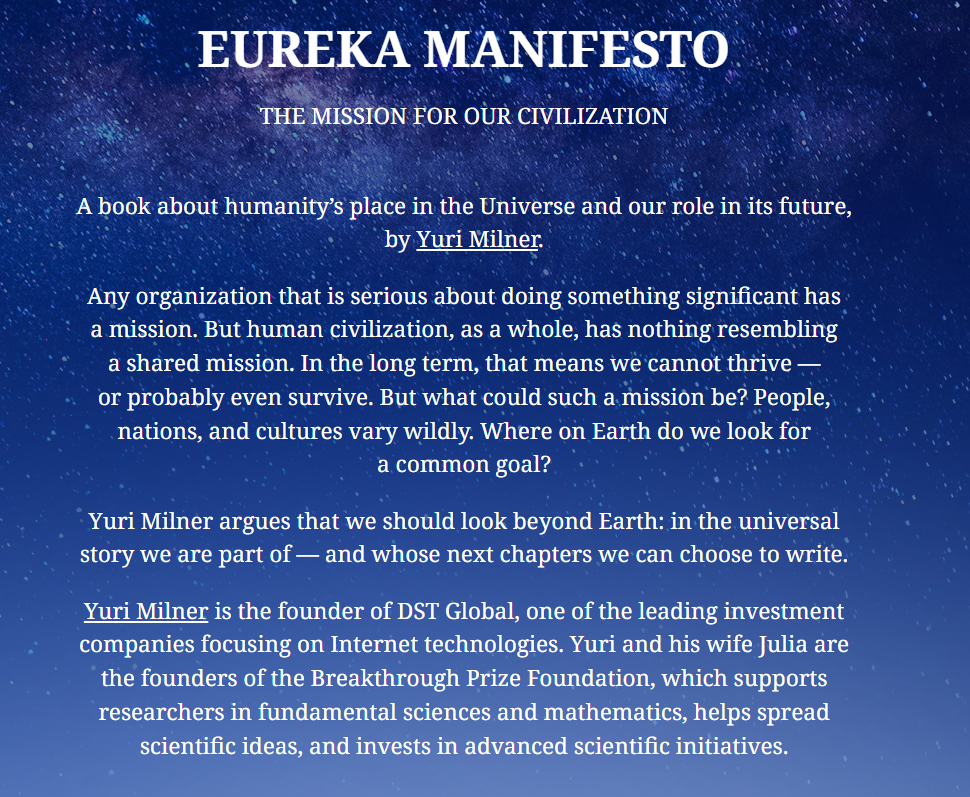 EUREKA MANIFESTO
THE MISSION FOR OUR CIVILIZATION
A book about humanity’s place in the Universe and our role in its future,
by Yuri Milner.
Any organization that is serious about doing something significant has
a mission. But human civilization, as a whole, has nothing resembling
a shared mission. In the long term, that means we cannot thrive —
or probably even survive. But what could such a mission be? People,
nations, and cultures vary wildly. Where on Earth do we look for
a common goal?
Yuri Milner argues that we should look beyond Earth: in the universal
story we are part of — and whose next chapters we can choose to write.
Yuri Milner is the founder of DST Global, one of the leading investment
companies focusing on Internet technologies. Yuri and his wife Julia are
the founders of the Breakthrough Prize Foundation, which supports
researchers in fundamental sciences and mathematics, helps spread
scientific ideas, and invests in advanced scientific initiatives.